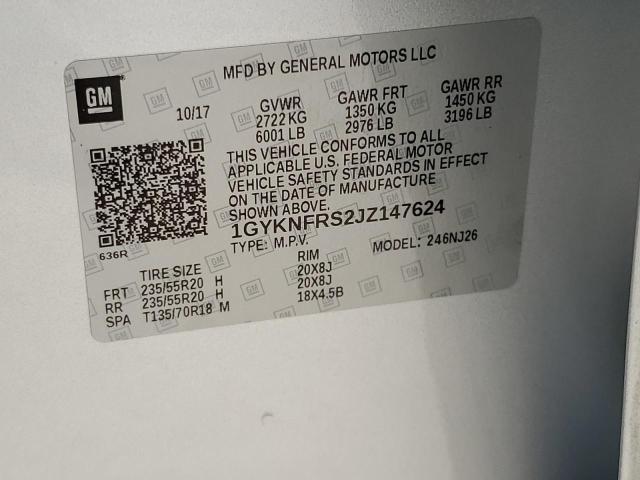 GM
MFD BY GENERAL MOTORS LLC
10/17 GVWR GAWR FRT GAWR RR
2722 KG 1350 KG 1450 KG
6001 LB 2976 LB 3196 LB
THIS VEHICLE CONFORMS TO ALL
APPLICABLE U.S. FEDERAL MOTOR
VEHICLE SAFETY STANDARDS IN EFFECT
ON THE DATE OF MANUFACTURE
SHOWN ABOVE.
1GYKNFRS2JZ147624
636R TYPE: M.P.V. MODEL: 246NJ26
TIRE SIZE RIM
FRT 235/55R20 H 20X8J
RR 235/55R20 H 20X8J
SPA T135/70R18 M 18X4.5B